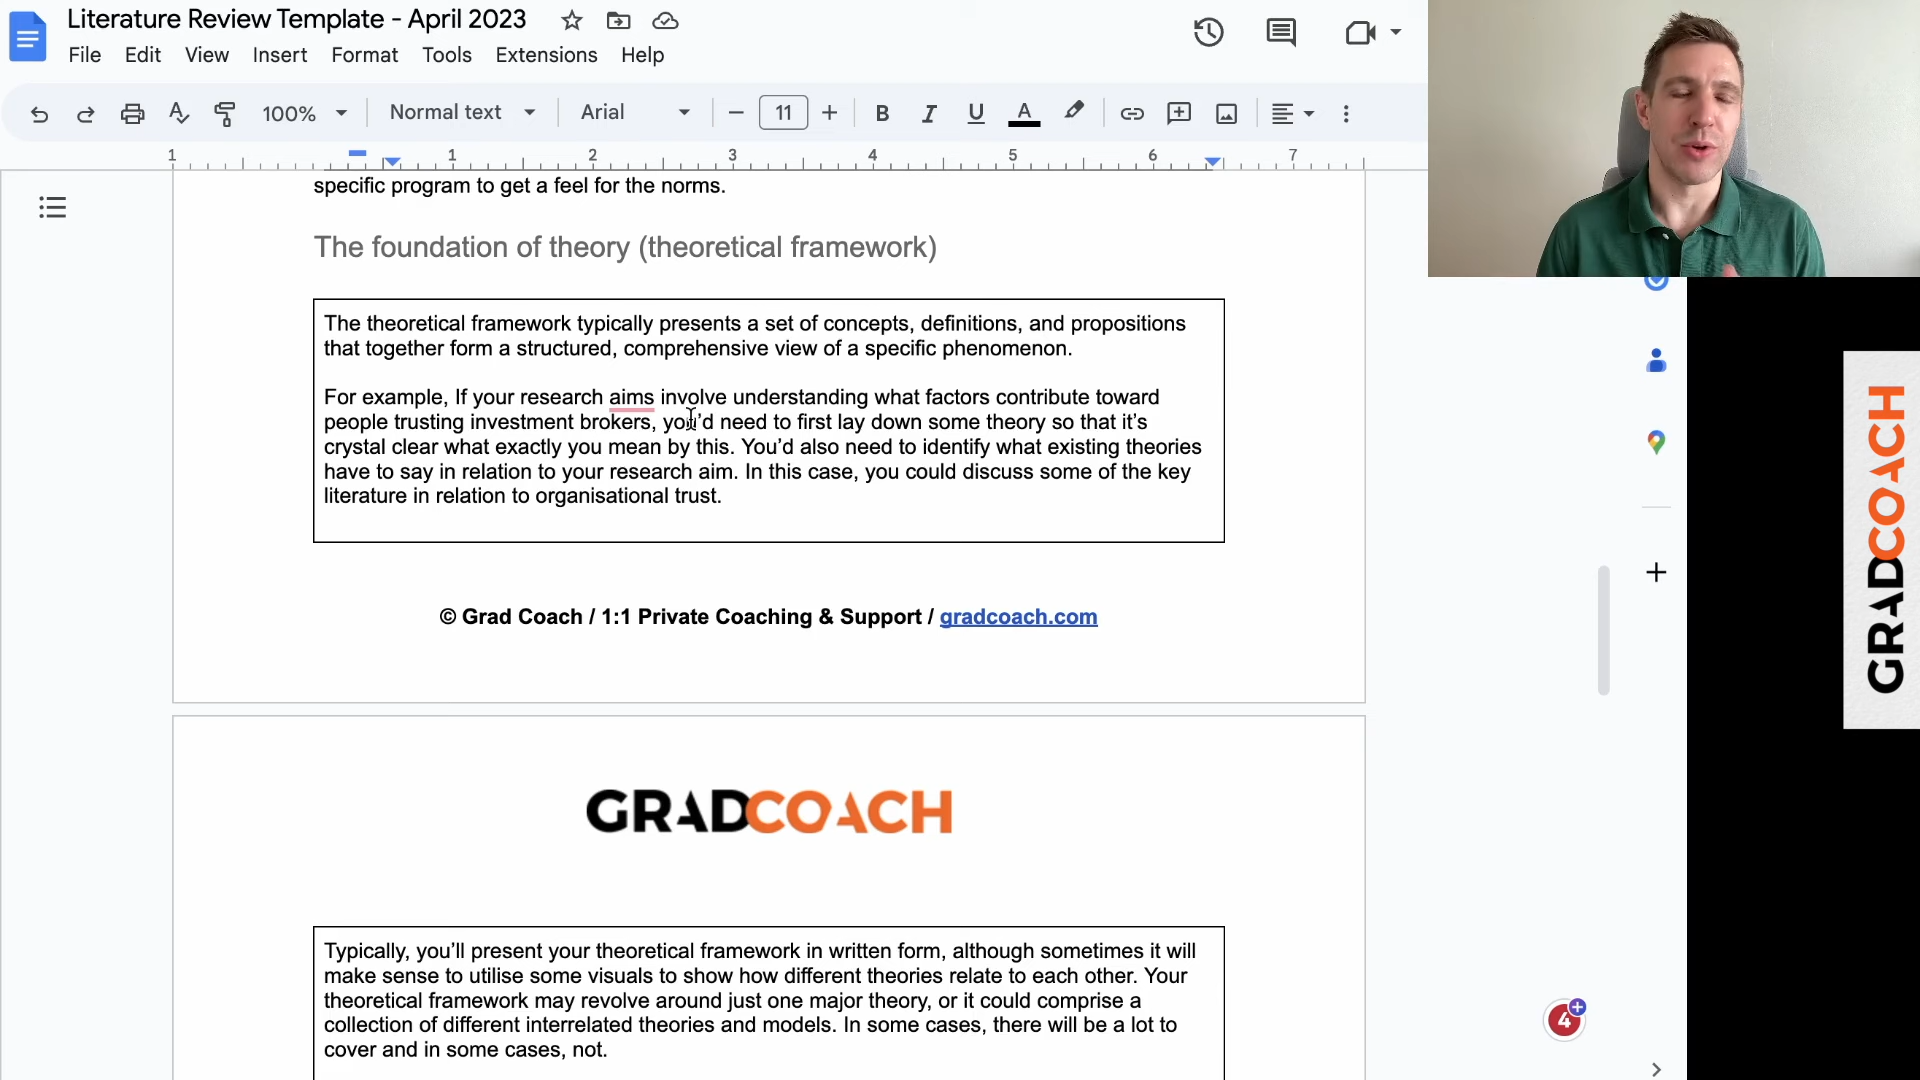 Literature Review Template - April 2023
File Edit View Insert Format Tools Extensions Help
100% Normal text Arial 11 B I U A
1 1 2 3 4 5 6 7
specific program to get a feel for the norms.
The foundation of theory (theoretical framework)
The theoretical framework typically presents a set of concepts, definitions, and propositions
that together form a structured, comprehensive view of a specific phenomenon.
For example, If your research aims involve understanding what factors contribute toward
people trusting investment brokers, you’d need to first lay down some theory so that it’s
crystal clear what exactly you mean by this. You’d also need to identify what existing theories
have to say in relation to your research aim. In this case, you could discuss some of the key
literature in relation to organisational trust.
© Grad Coach / 1:1 Private Coaching & Support / gradcoach.com
GRADCOACH
Typically, you’ll present your theoretical framework in written form, although sometimes it will
make sense to utilise some visuals to show how different theories relate to each other. Your
theoretical framework may revolve around just one major theory, or it could comprise a
collection of different interrelated theories and models. In some cases, there will be a lot to
cover and in some cases, not.
4
GRADCOACH